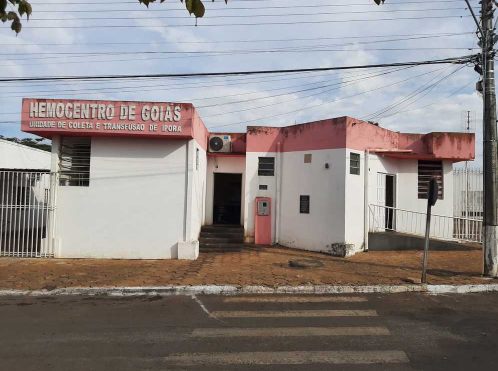 HEMOCENTRO DE GOIÁS
UNIDADE DE COLETA E TRANSFUSÃO DE IPORÁ